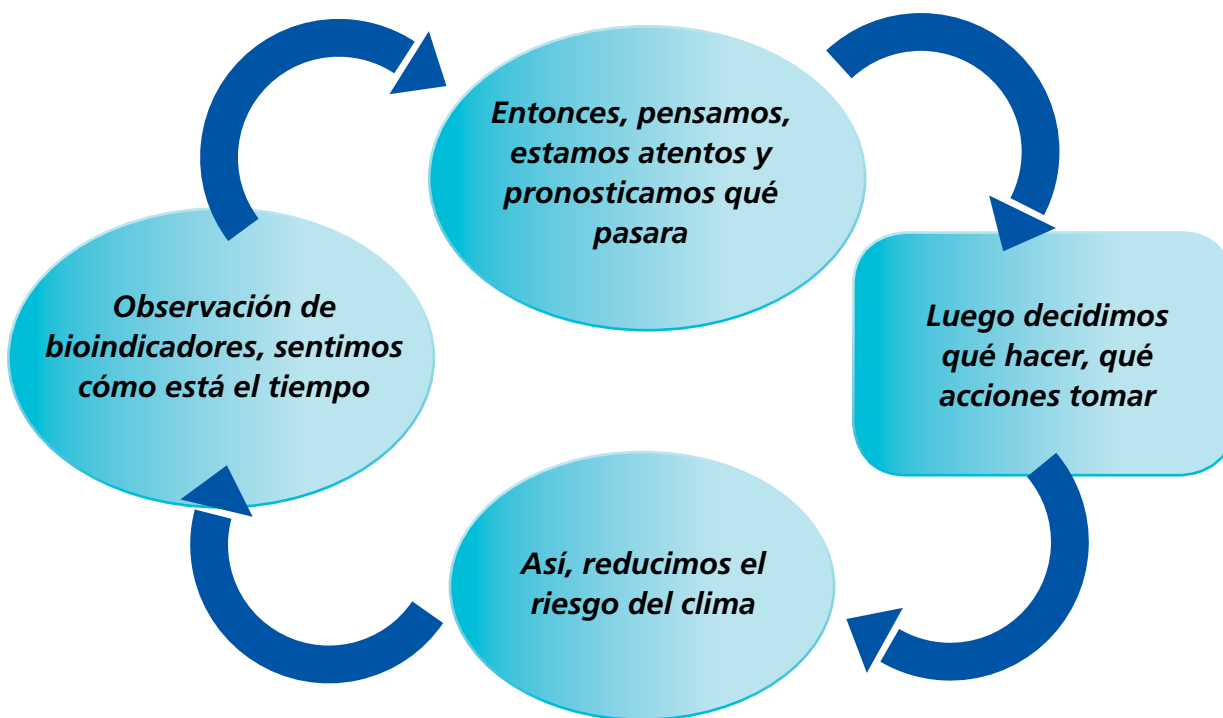 Entonces, pensamos,
estamos atentos y
pronosticamos qué
pasara
Observación de
bioindicadores, sentimos
cómo está el tiempo
Luego decidimos
qué hacer, qué
acciones tomar
Así, reducimos el
riesgo del clima